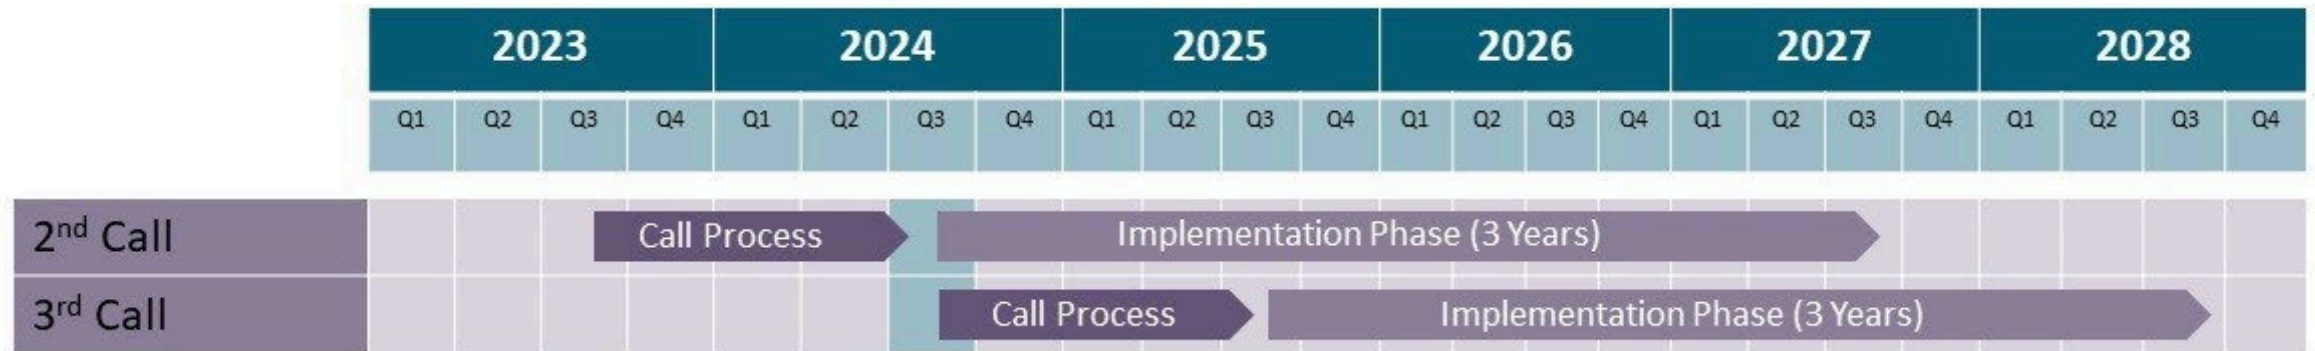 2023 2024 2025 2026 2027 2028
Q1 Q2 Q3 Q4 Q1 Q2 Q3 Q4 Q1 Q2 Q3 Q4 Q1 Q2 Q3 Q4 Q1 Q2 Q3 Q4 Q1 Q2 Q3 Q4
2nd Call Call Process Implementation Phase (3 Years)
3rd Call Call Process Implementation Phase (3 Years)